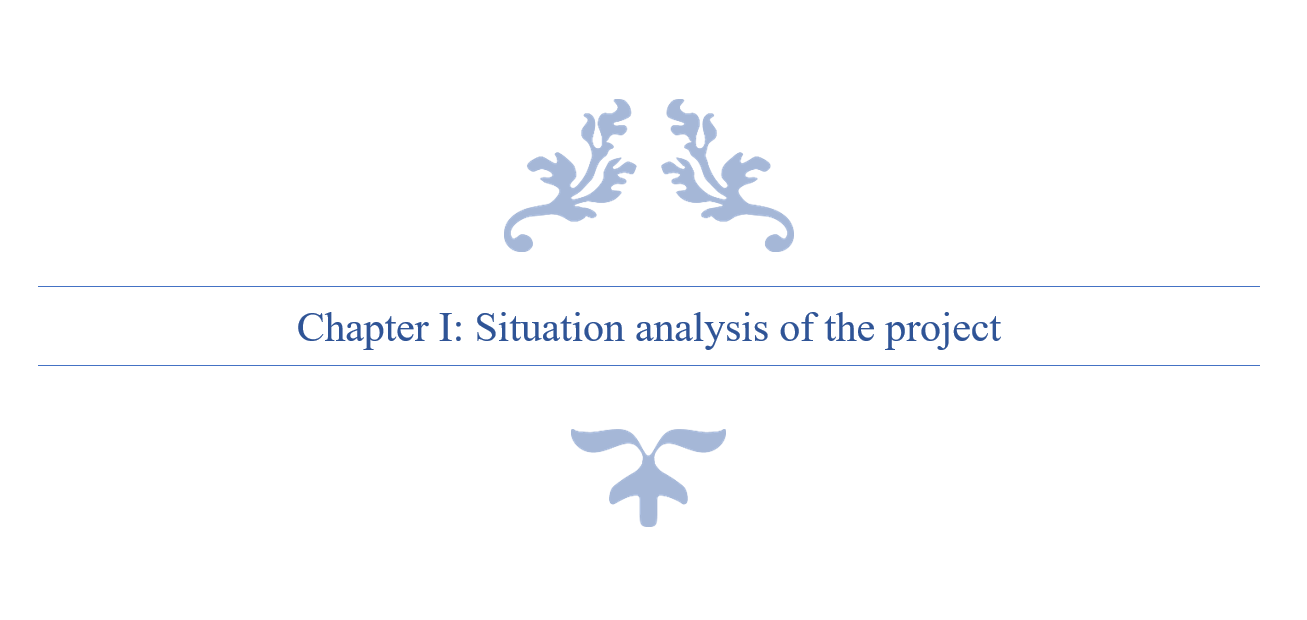 Chapter I: Situation analysis of the project